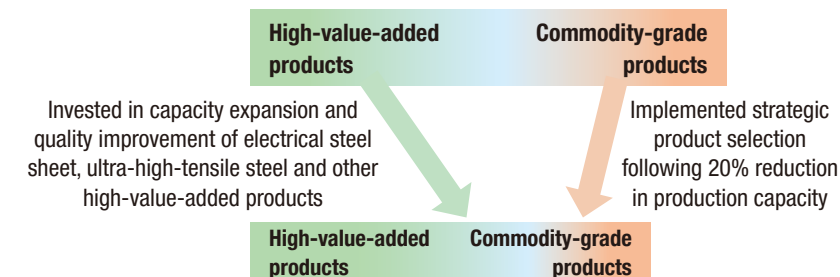 High-value-added
products
Commodity-grade
products
Invested in capacity expansion and
quality improvement of electrical steel
sheet, ultra-high-tensile steel and other
high-value-added products
Implemented strategic
product selection
following 20% reduction
in production capacity
High-value-added
products
Commodity-grade
products